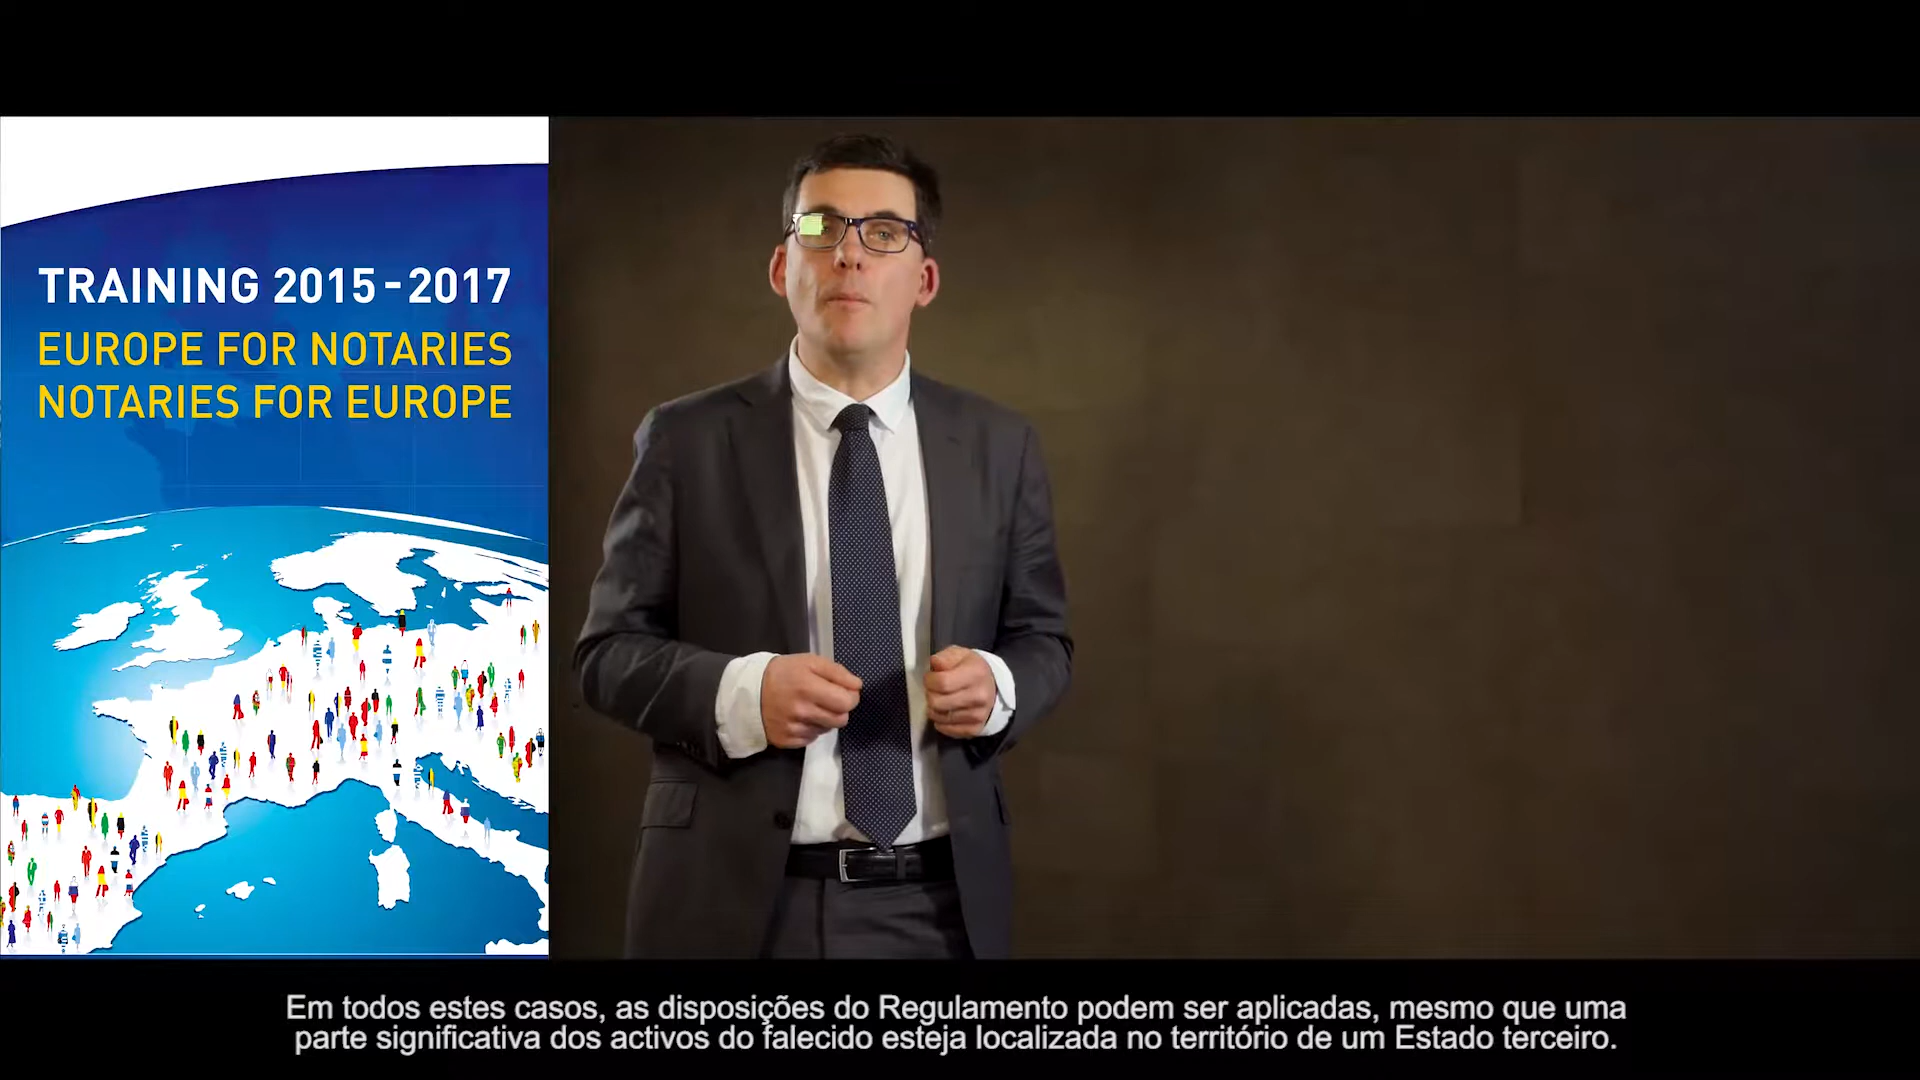 TRAINING 2015-2017
EUROPE FOR NOTARIES
NOTARIES FOR EUROPE
Em todos estes casos, as disposições do Regulamento podem ser aplicadas, mesmo que uma
parte significativa dos activos do falecido esteja localizada no território de um Estado terceiro.